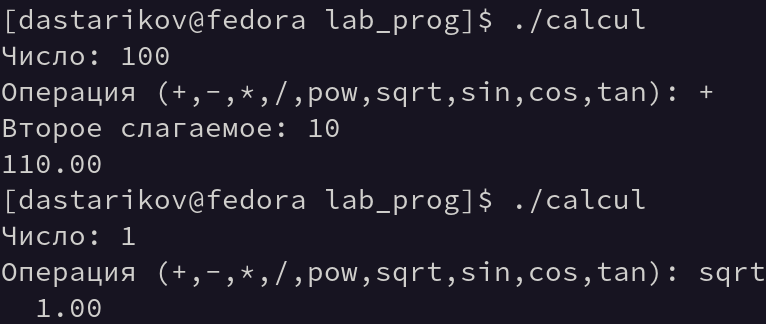 [dastarikov@fedora lab_prog]$ ./calcul
Число: 100
Операция (+,-,*,/,pow,sqrt,sin,cos,tan): +
Второе слагаемое: 10
110.00
[dastarikov@fedora lab_prog]$ ./calcul
Число: 1
Операция (+,-,*,/,pow,sqrt,sin,cos,tan): sqrt
  1.00